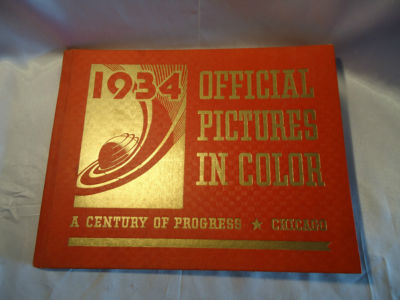 1934
OFFICIAL
PICTURES
IN COLOR
A CENTURY OF PROGRESS ★ CHICAGO